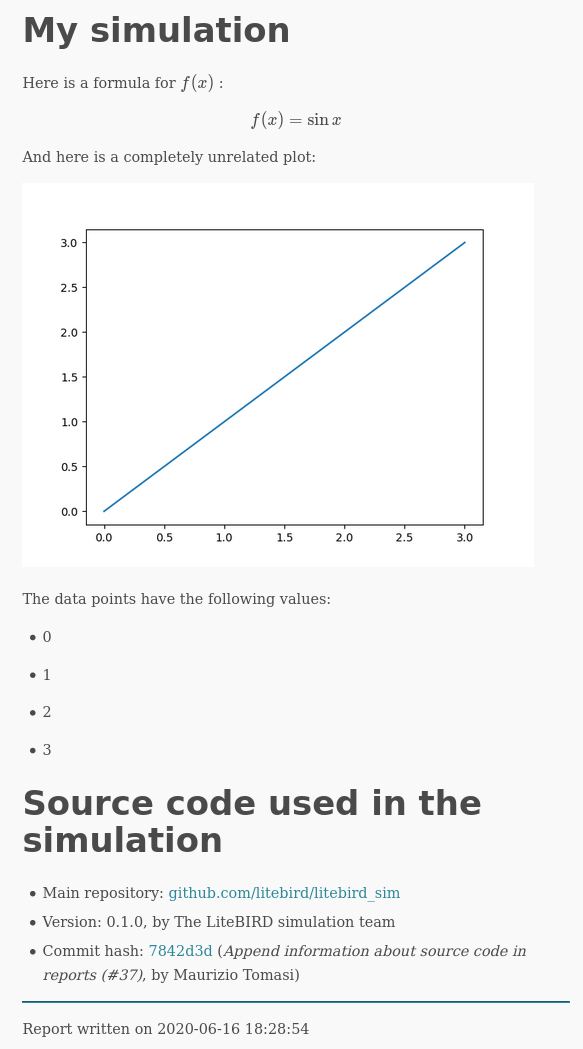 My simulation
Here is a formula for f(x) :
f(x) = sin x
And here is a completely unrelated plot:
3.0
2.5
2.0
1.5
1.0
0.5
0.0
0.0 0.5 1.0 1.5 2.0 2.5 3.0
The data points have the following values:
• 0
• 1
• 2
• 3
Source code used in the
simulation
• Main repository: github.com/litebird/litebird_sim
• Version: 0.1.0, by The LiteBIRD simulation team
• Commit hash: 7842d3d (Append information about source code in
reports (#37), by Maurizio Tomasi)
Report written on 2020-06-16 18:28:54